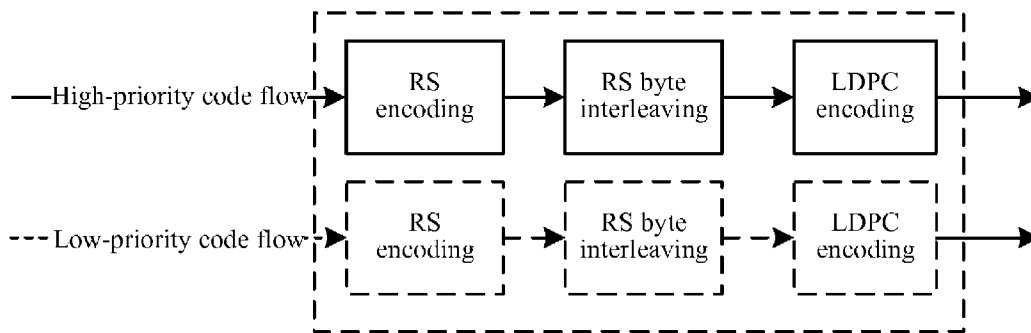 High-priority code flow
RS
encoding
RS byte
interleaving
LDPC
encoding
Low-priority code flow
RS
encoding
RS byte
interleaving
LDPC
encoding